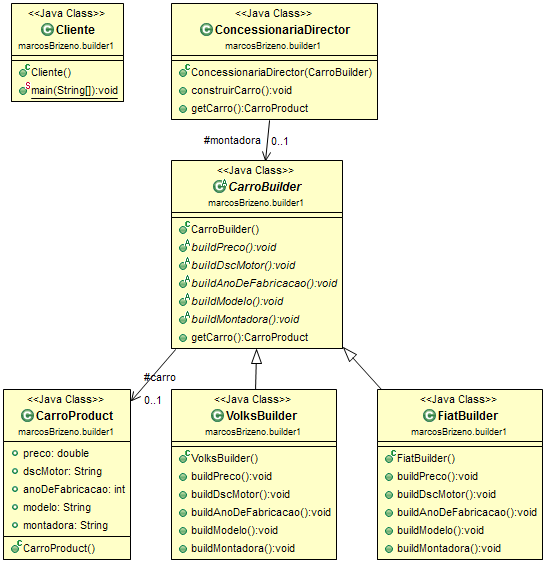 <<Java Class>>
Cliente
marcosBrizeno.builder1
Cliente()
main(String[]):void
<<Java Class>>
ConcessionariaDirector
marcosBrizeno.builder1
ConcessionariaDirector(CarroBuilder)
construirCarro():void
getCarro():CarroProduct
#montadora
0..1
<<Java Class>>
CarroBuilder
marcosBrizeno.builder1
CarroBuilder()
buildPreco():void
buildDscMotor():void
buildAnoDeFabricacao():void
buildModelo():void
buildMontadora():void
getCarro():CarroProduct
#carro
0..1
<<Java Class>>
CarroProduct
marcosBrizeno.builder1
preco: double
dscMotor: String
anoDeFabricacao: int
modelo: String
montadora: String
CarroProduct()
<<Java Class>>
VolksBuilder
marcosBrizeno.builder1
VolksBuilder()
buildPreco():void
buildDscMotor():void
buildAnoDeFabricacao():void
buildModelo():void
buildMontadora():void
<<Java Class>>
FiatBuilder
marcosBrizeno.builder1
FiatBuilder()
buildPreco():void
buildDscMotor():void
buildAnoDeFabricacao():void
buildModelo():void
buildMontadora():void